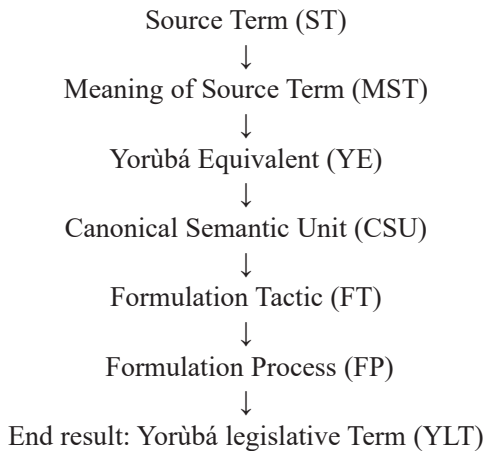 Source Term (ST)
↓
Meaning of Source Term (MST)
↓
Yorùbá Equivalent (YE)
↓
Canonical Semantic Unit (CSU)
↓
Formulation Tactic (FT)
↓
Formulation Process (FP)
↓
End result: Yorùbá legislative Term (YLT)